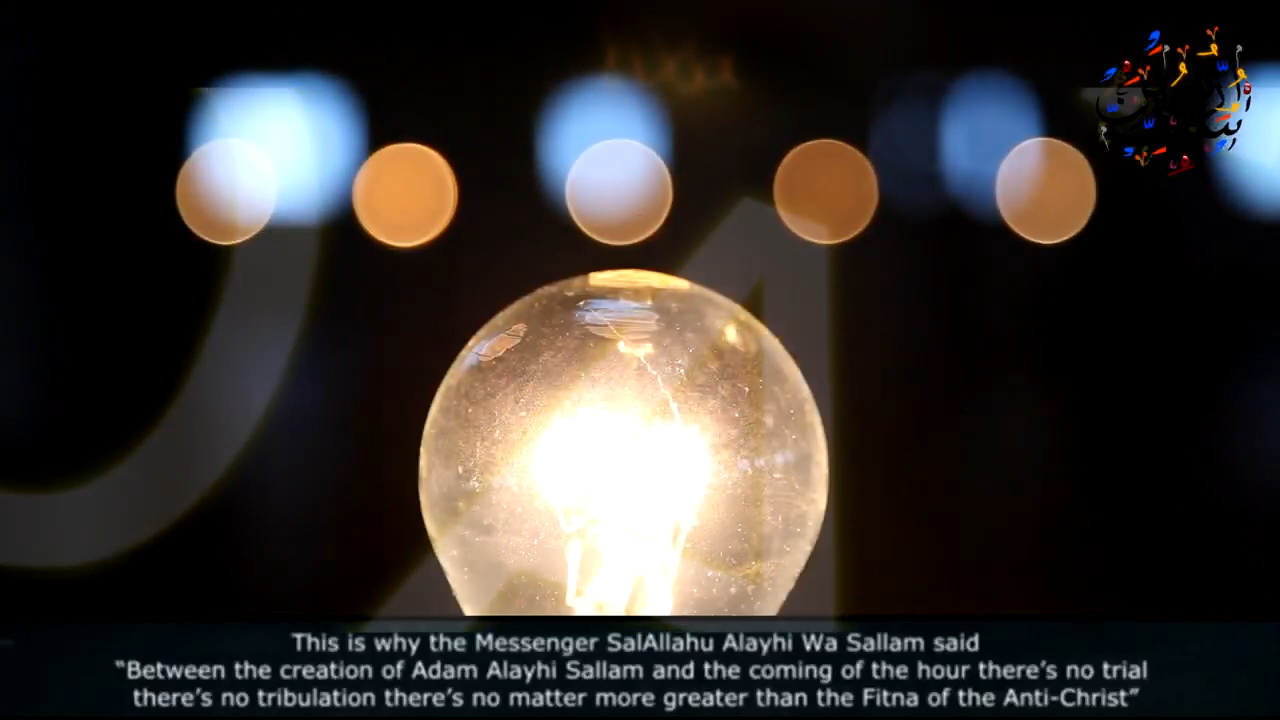 This is why the Messenger SalAllahu Alayhi Wa Sallam said
“Between the creation of Adam Alayhi Sallam and the coming of the hour there’s no trial
there’s no tribulation there’s no matter more greater than the Fitna of the Anti-Christ”